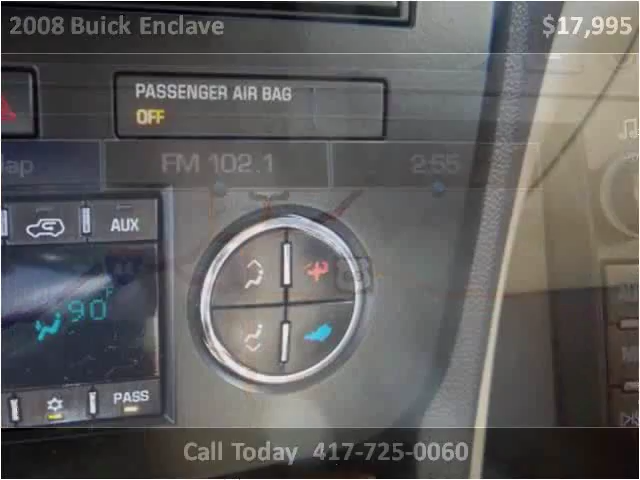 2008 Buick Enclave $17,995
PASSENGER AIR BAG
OFF
FM 102.1 2:55
AUX
90°F
PASS
Call Today 417-725-0060